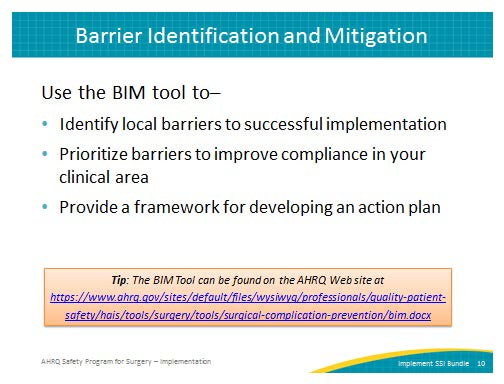 Barrier Identification and Mitigation
Use the BIM tool to–
• Identify local barriers to successful implementation
• Prioritize barriers to improve compliance in your
clinical area
• Provide a framework for developing an action plan
Tip: The BIM Tool can be found on the AHRQ Web site at
https://www.ahrq.gov/sites/default/files/wysiwyg/professionals/quality-patient-
safety/hais/tools/surgery/tools/surgical-complication-prevention/bim.docx
AHRQ Safety Program for Surgery – Implementation
Implement SSI Bundle 10